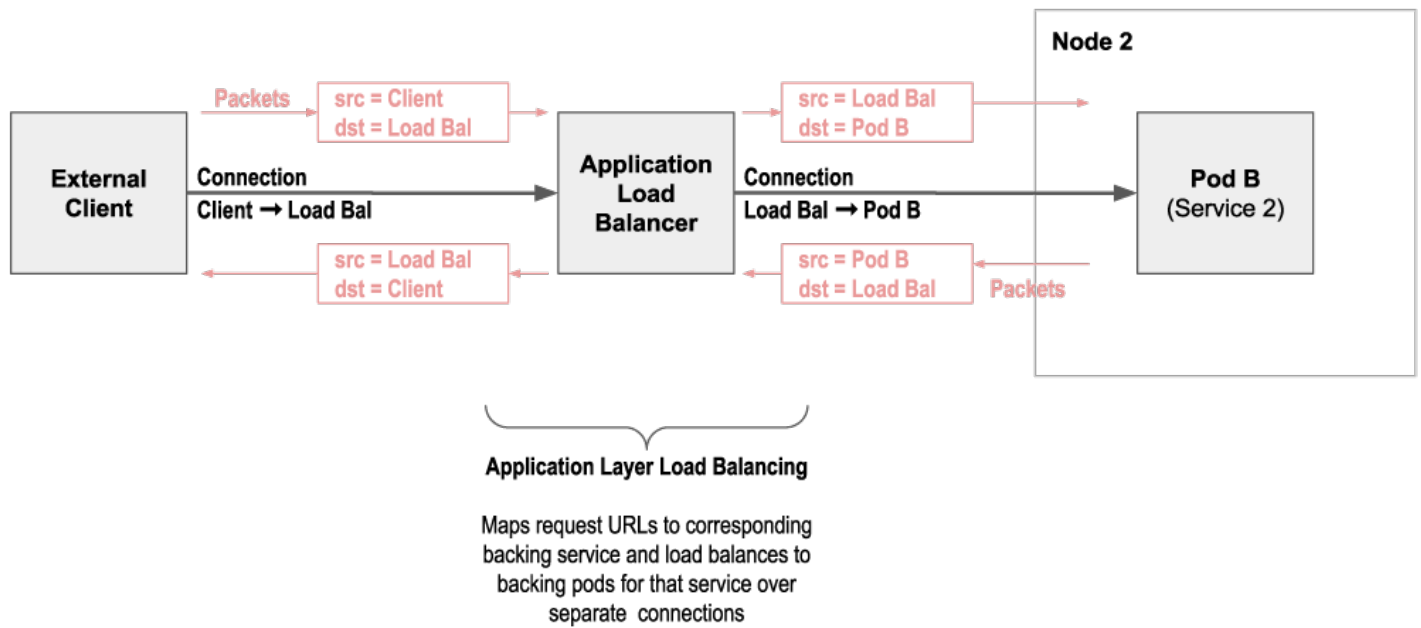 Node 2
Packets
src = Client
dst = Load Bal
src = Load Bal
dst = Pod B
External
Client
Connection
Client → Load Bal
Application
Load
Balancer
Connection
Load Bal → Pod B
Pod B
(Service 2)
src = Load Bal
dst = Client
src = Pod B
dst = Load Bal
Packets
Application Layer Load Balancing
Maps request URLs to corresponding
backing service and load balances to
backing pods for that service over
separate connections